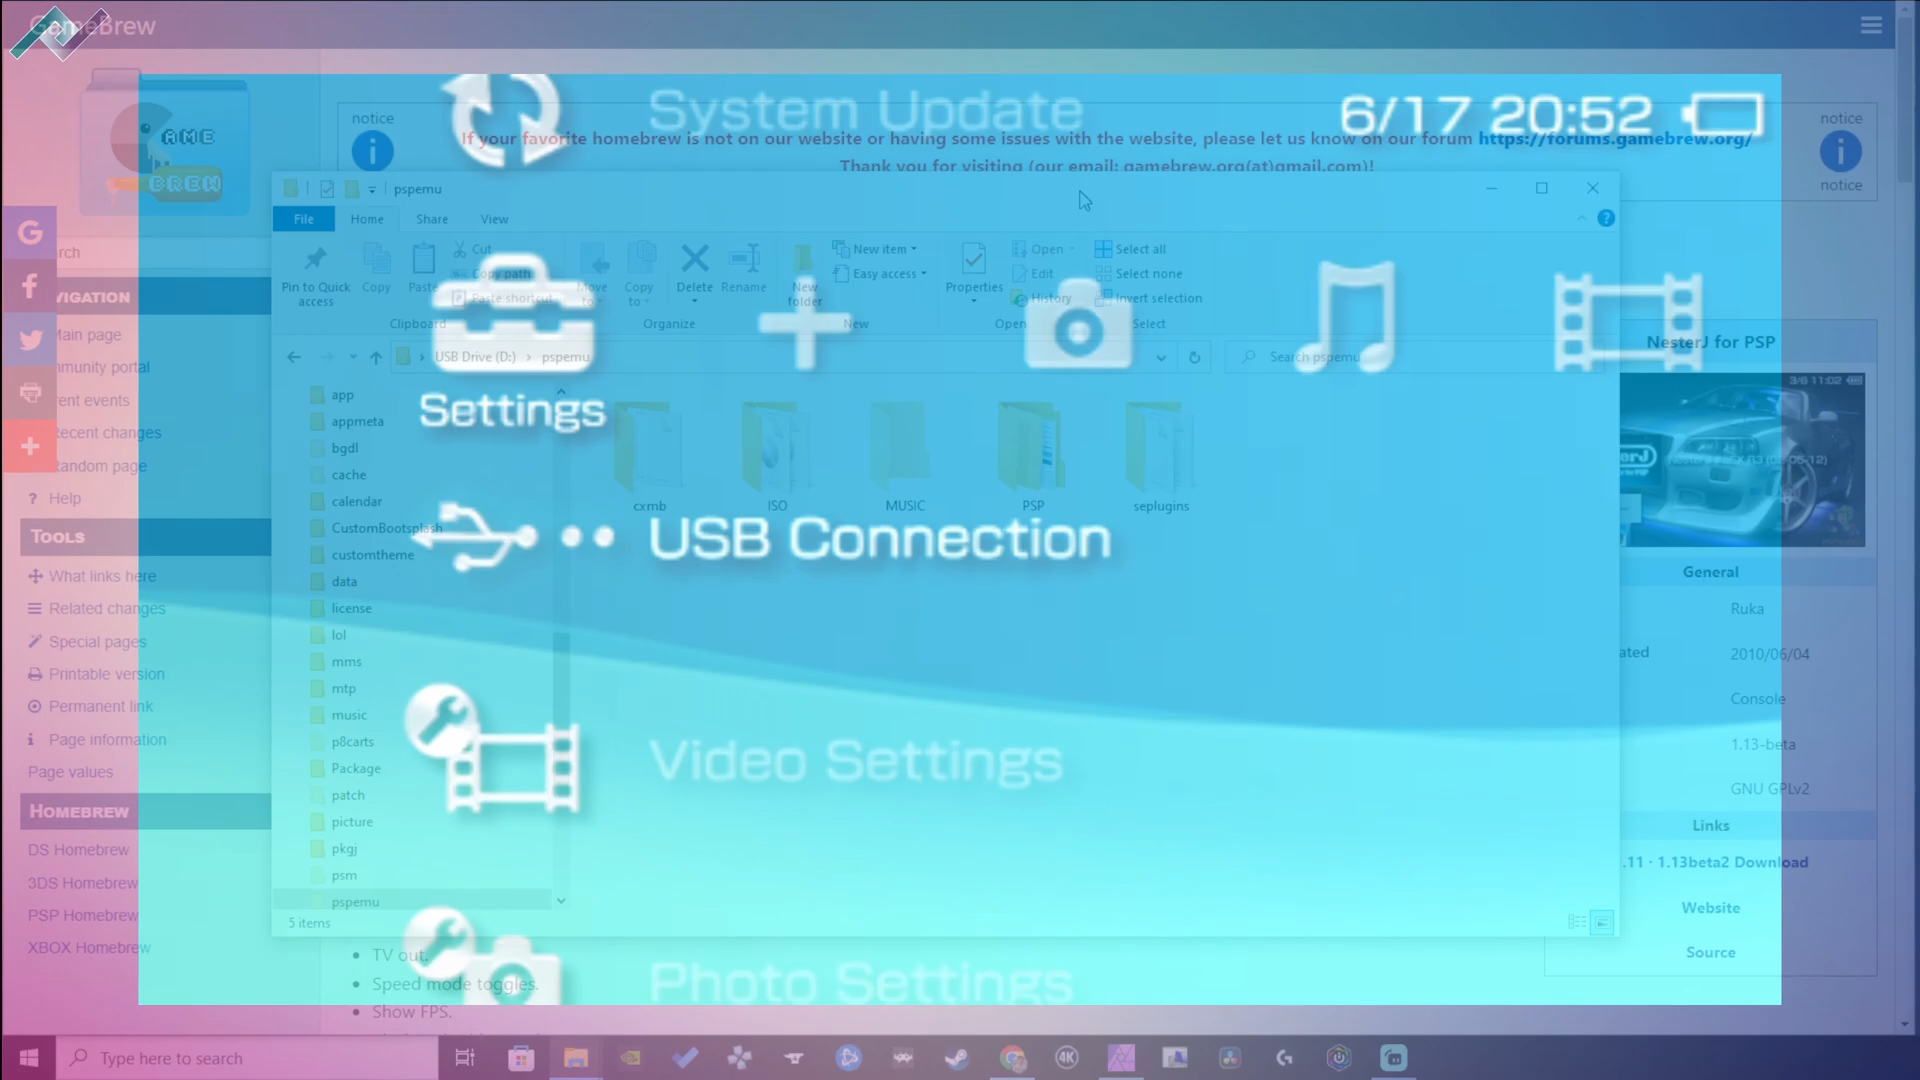 GameBrew
GAME
BREW
NAVIGATION
Main page
Recent changes
Random page
Help
TOOLS
What links here
Related changes
Special pages
Printable version
Permanent link
Page information
Page values
HOMEBREW
DS Homebrew
3DS Homebrew
PSP Homebrew
XBOX Homebrew
notice
If your favorite homebrew is not on our website or having some issues with the website, please let us know on our forum https://forums.gamebrew.org/
Thank you for visiting (our email: gamebrew.org(at)gmail.com)!
notice
notice
System Update
6/17 20:52
Settings
USB Connection
Video Settings
Photo Settings
pspemu
File
Home
Share
View
Pin to Quick access
Copy
Paste
Cut
Copy path
Paste shortcut
Clipboard
Move to
Copy to
Delete
Rename
Organize
New folder
New item
Easy access
New
Properties
Open
Edit
History
Open
Select all
Select none
Invert selection
Select
USB Drive (D:) > pspemu
Search pspemu
app
appmeta
bgdl
cache
calendar
CustomBootsplash
customtheme
data
license
lol
mms
mtp
music
p8carts
Package
patch
picture
pkgj
psm
pspemu
cxmb
ISO
MUSIC
PSP
seplugins
5 items
NesterJ for PSP
3/6 11:02
General
Ruka
2010/06/04
Console
1.13-beta
GNU GPLv2
Links
.11 · 1.13beta2 Download
Website
Source
TV out.
Speed mode toggles.
Show FPS.
Type here to search
4K